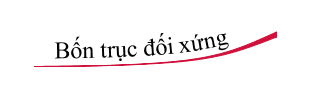 Bốn trục đối xứng